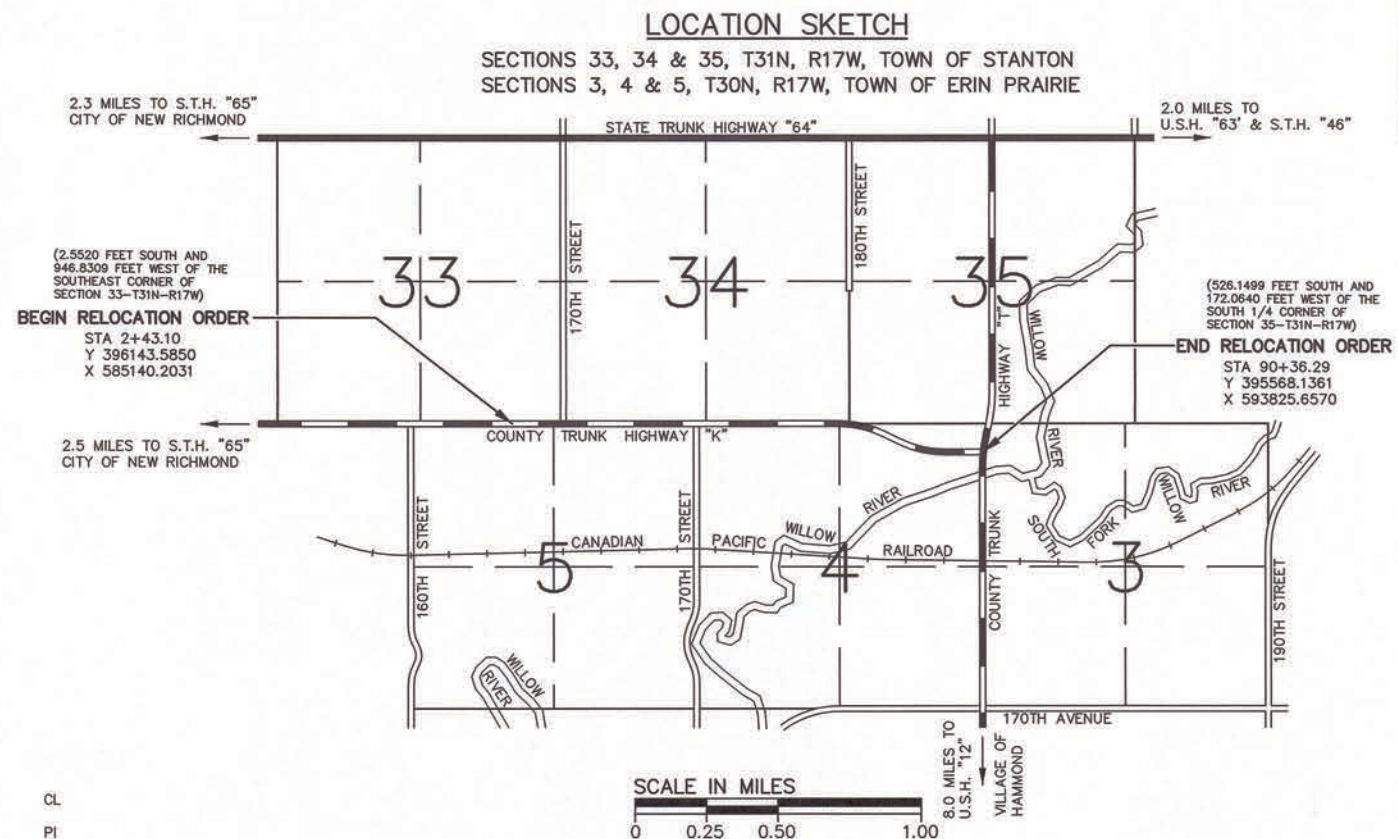 LOCATION SKETCH
SECTIONS 33, 34 & 35, T31N, R17W, TOWN OF STANTON
SECTIONS 3, 4 & 5, T30N, R17W, TOWN OF ERIN PRAIRIE
2.3 MILES TO S.T.H. "65"
CITY OF NEW RICHMOND
STATE TRUNK HIGHWAY "64"
2.0 MILES TO
U.S.H. "63' & S.T.H. "46"
(2.5520 FEET SOUTH AND
946.8309 FEET WEST OF THE
SOUTHEAST CORNER OF
SECTION 33-T31N-R17W)
BEGIN RELOCATION ORDER
STA 2+43.10
Y 396143.5850
X 585140.2031
33
170TH STREET
34
180TH STREET
35
HIGHWAY "T"
WILLOW
RIVER
(526.1499 FEET SOUTH AND
172.0640 FEET WEST OF THE
SOUTH 1/4 CORNER OF
SECTION 35-T31N-R17W)
END RELOCATION ORDER
STA 90+36.29
Y 395568.1361
X 593825.6570
2.5 MILES TO S.T.H. "65"
CITY OF NEW RICHMOND
COUNTY TRUNK HIGHWAY "K"
160TH STREET
5
CANADIAN PACIFIC RAILROAD
170TH STREET
WILLOW RIVER
4
COUNTY TRUNK
SOUTH FORK WILLOW RIVER
3
190TH STREET
WILLOW
RIVER
170TH AVENUE
8.0 MILES TO
U.S.H. "12"
VILLAGE OF
HAMMOND
SCALE IN MILES
0 0.25 0.50 1.00
CL
PI